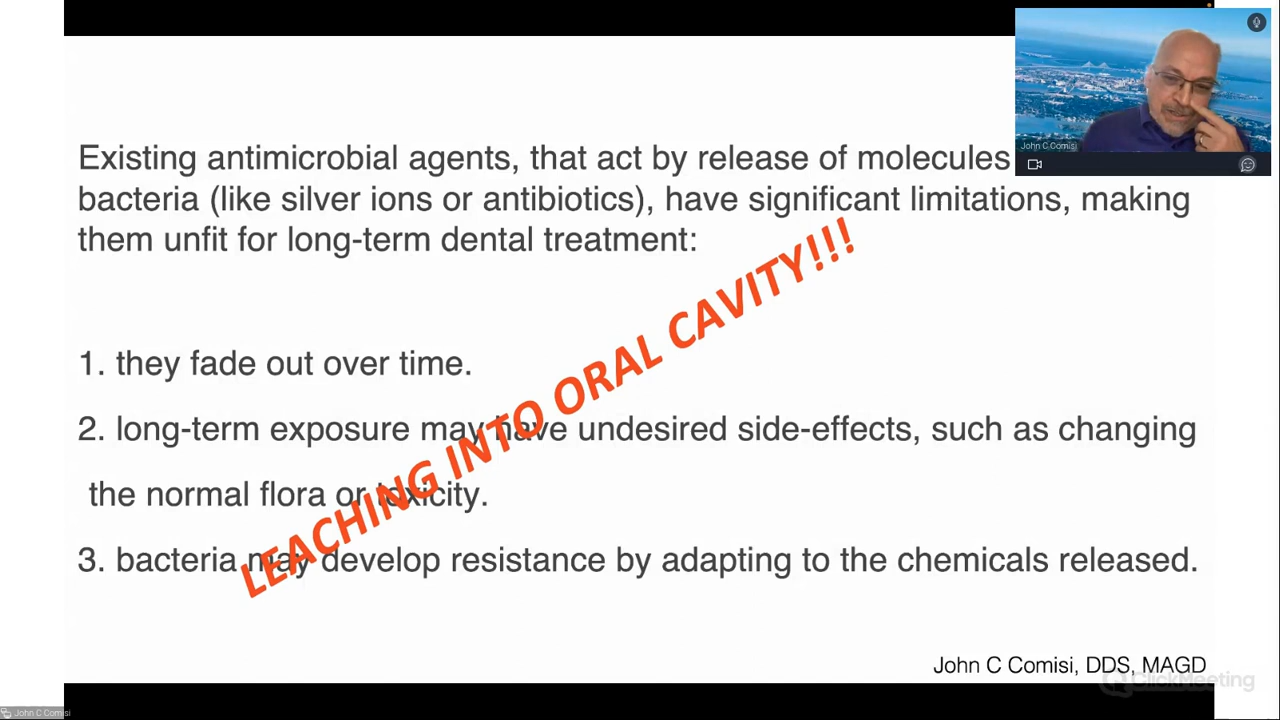 John C Comisi
Existing antimicrobial agents, that act by release of molecules
bacteria (like silver ions or antibiotics), have significant limitations, making
them unfit for long-term dental treatment:
LEACHING INTO ORAL CAVITY!!!
1. they fade out over time.
2. long-term exposure may have undesired side-effects, such as changing
the normal flora or toxicity.
3. bacteria may develop resistance by adapting to the chemicals released.
John C Comisi, DDS, MAGD
ClickMeeting
John C Comisi